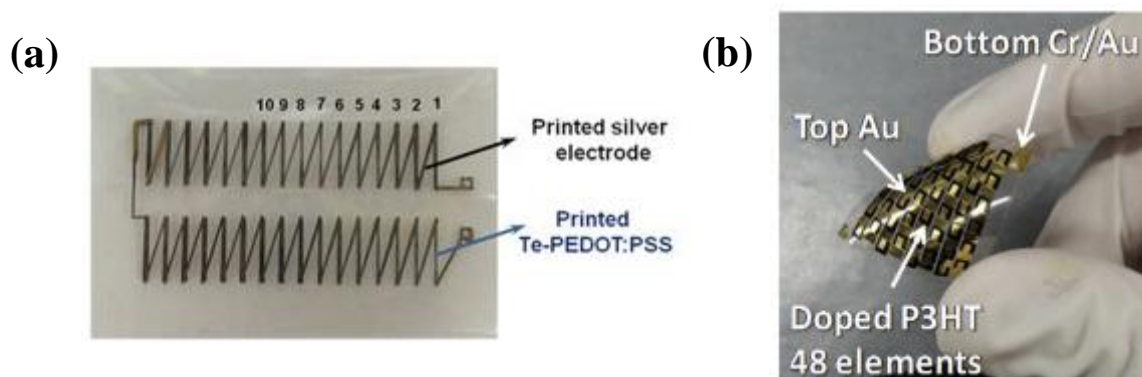 (a)
10 9 8 7 6 5 4 3 2 1
Printed silver
electrode
Printed
Te-PEDOT:PSS
(b)
Bottom Cr/Au
Top Au
Doped P3HT
48 elements